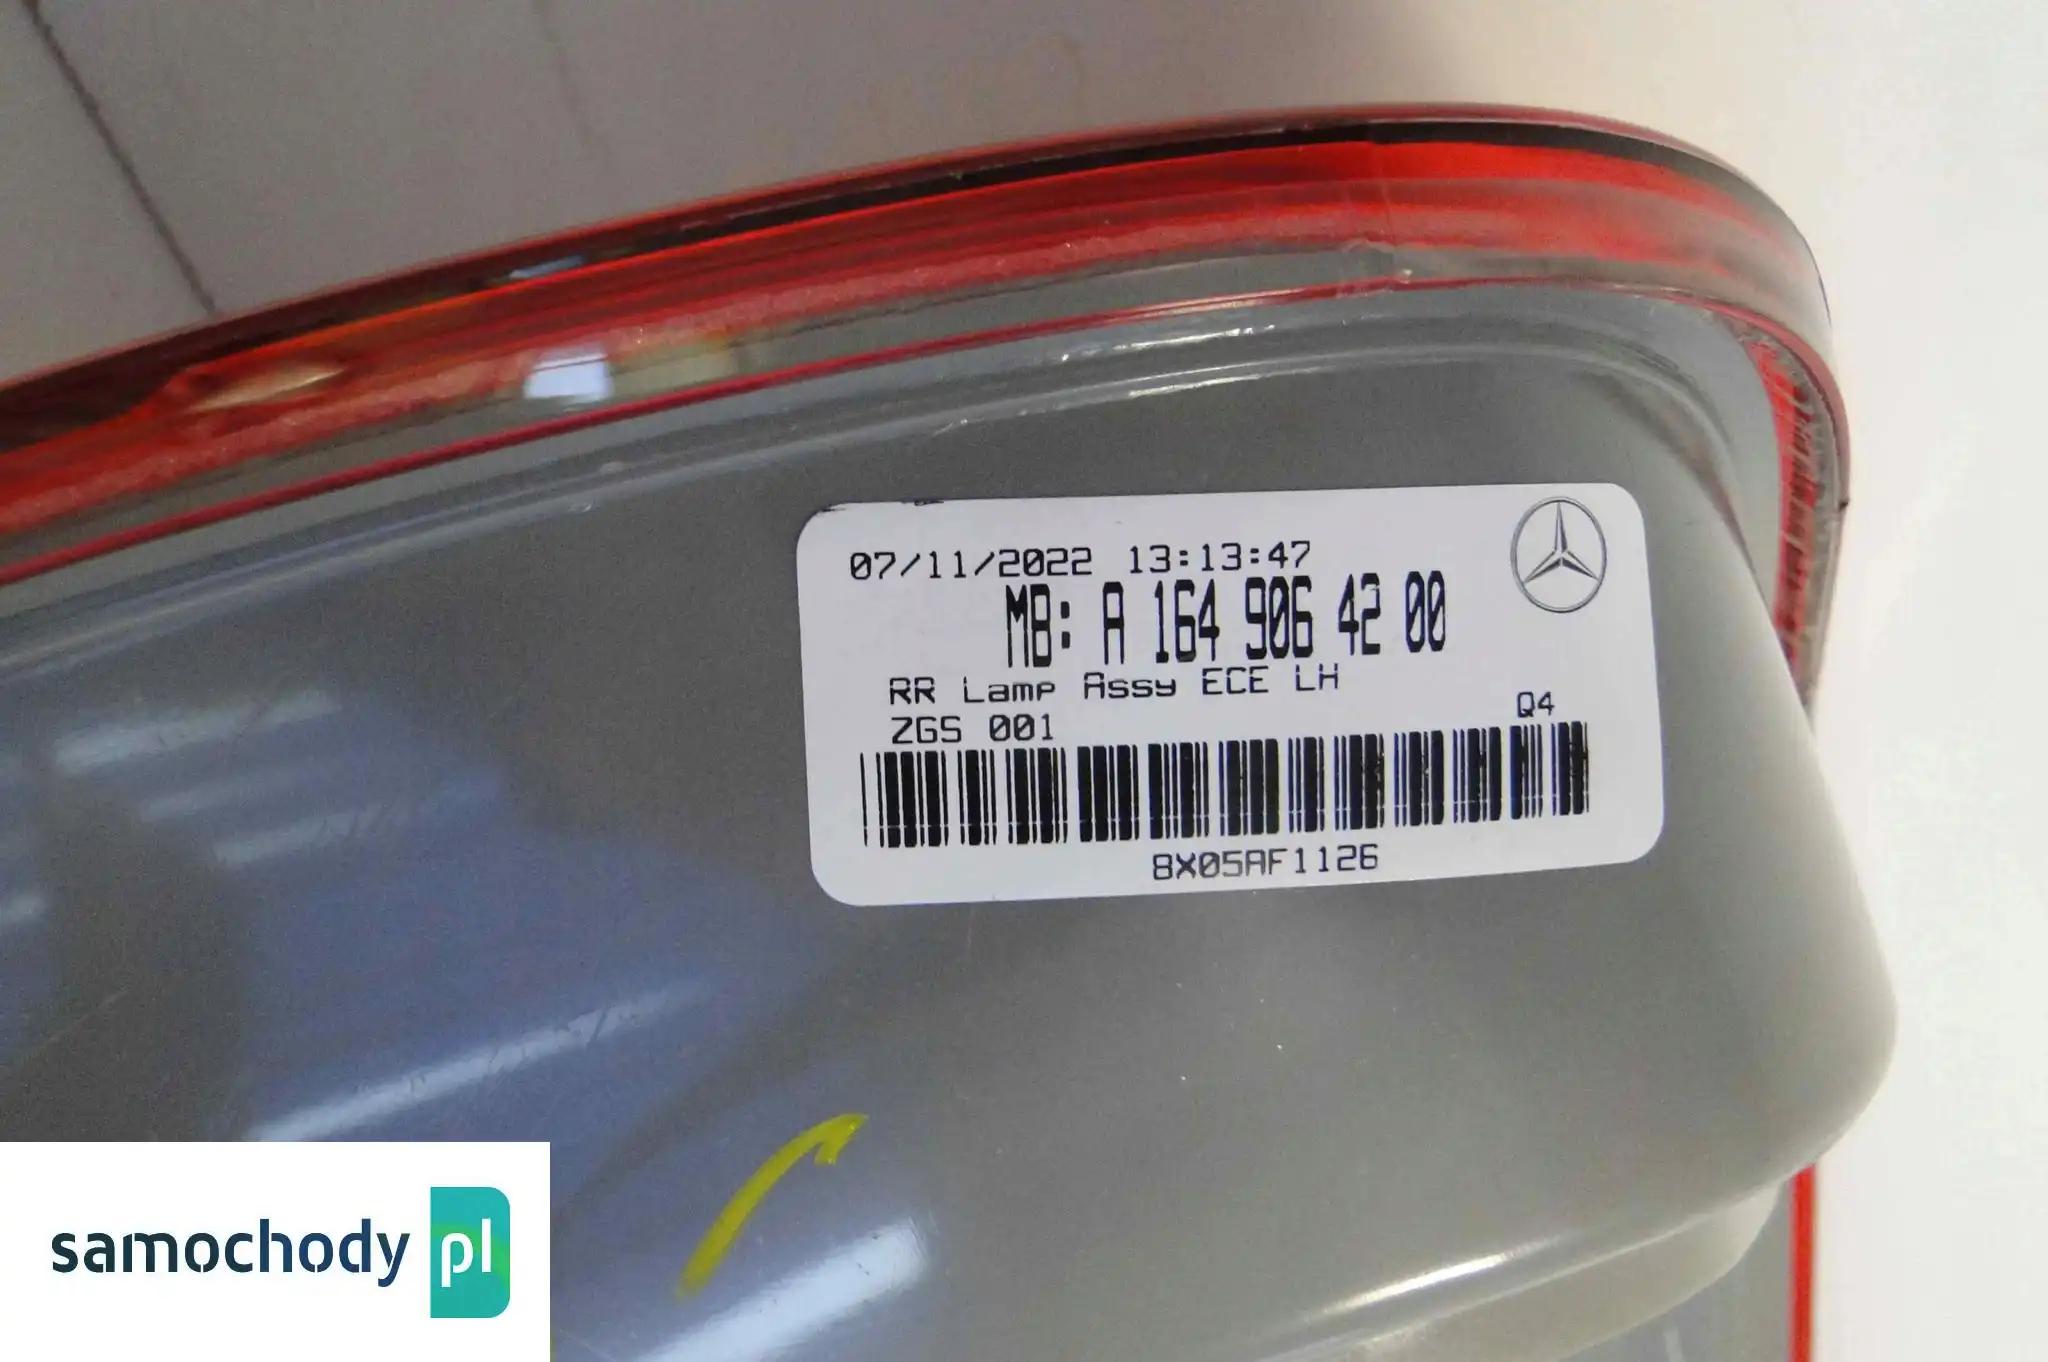 07/11/2022 13:13:47
MB: A 164 906 42 00
RR Lamp Assy ECE LH
ZGS 001
Q4
8X05AF1126
samochody pl